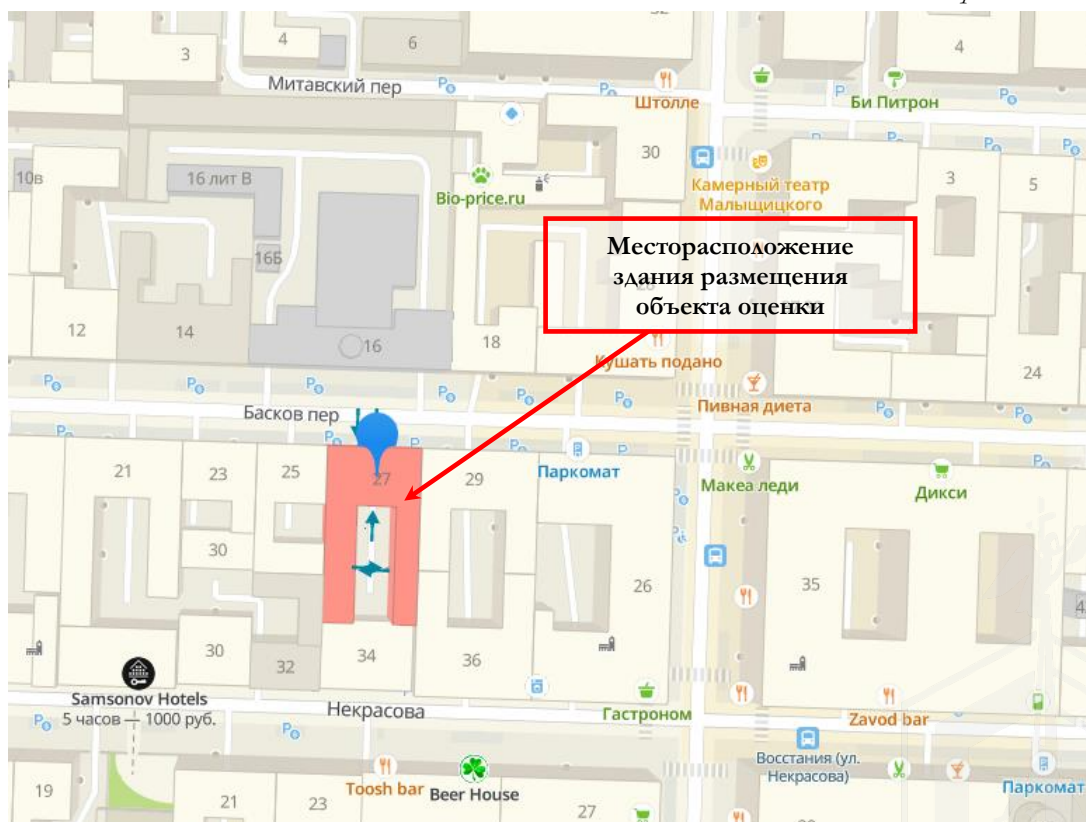 4
3
6
4
Митавский пер
Штолле
Би Питрон
30
10в
16 лит В
Bio-price.ru
Камерный театр
Малыщицкого
3
5
Месторасположение
здания размещения
объекта оценки
16Б
12
14
16
18
Кушать подано
24
Басков пер
Пивная диета
21
23
25
27
29
Паркомат
Макеа леди
Дикси
30
26
35
30
32
34
36
Samsonov Hotels
5 часов — 1000 руб.
Некрасова
Гастроном
Zavod bar
Восстания (ул.
Некрасова)
19
21
23
Toosh bar
Beer House
27
Паркомат